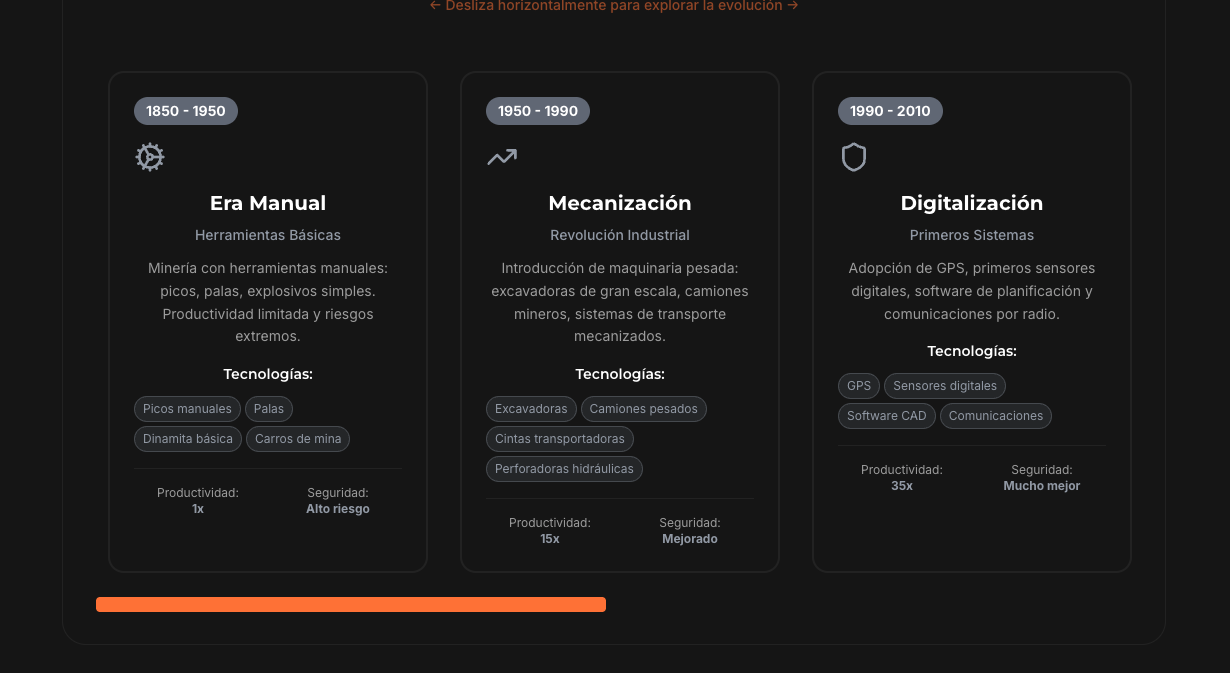 ← Desliza horizontalmente para explorar la evolución →
1850 - 1950
Era Manual
Herramientas Básicas
Minería con herramientas manuales:
picos, palas, explosivos simples.
Productividad limitada y riesgos
extremos.
Tecnologías:
Picos manuales
Palas
Dinamita básica
Carros de mina
Productividad:
1x
Seguridad:
Alto riesgo
1950 - 1990
Mecanización
Revolución Industrial
Introducción de maquinaria pesada:
excavadoras de gran escala, camiones
mineros, sistemas de transporte
mecanizados.
Tecnologías:
Excavadoras
Camiones pesados
Cintas transportadoras
Perforadoras hidráulicas
Productividad:
15x
Seguridad:
Mejorado
1990 - 2010
Digitalización
Primeros Sistemas
Adopción de GPS, primeros sensores
digitales, software de planificación y
comunicaciones por radio.
Tecnologías:
GPS
Sensores digitales
Software CAD
Comunicaciones
Productividad:
35x
Seguridad:
Mucho mejor